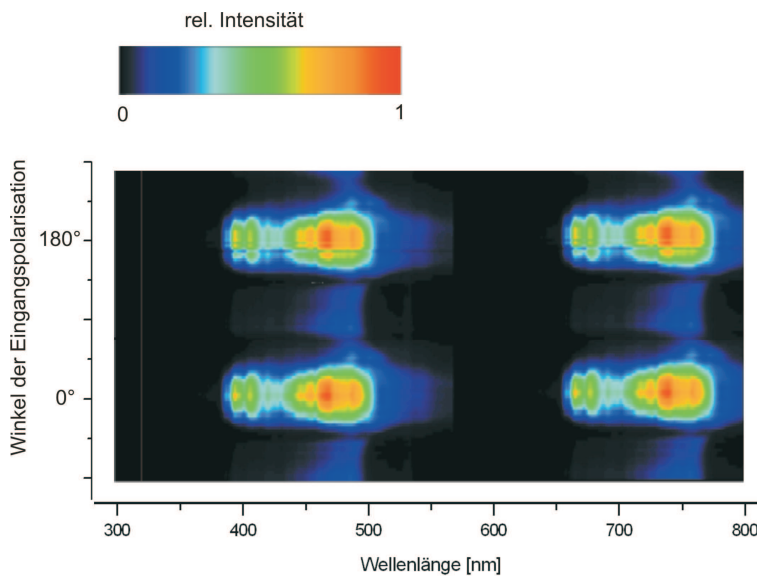 rel. Intensität
0 1
Winkel der Eingangspolarisation
180°
0°
300 400 500 600 700 800
Wellenlänge [nm]